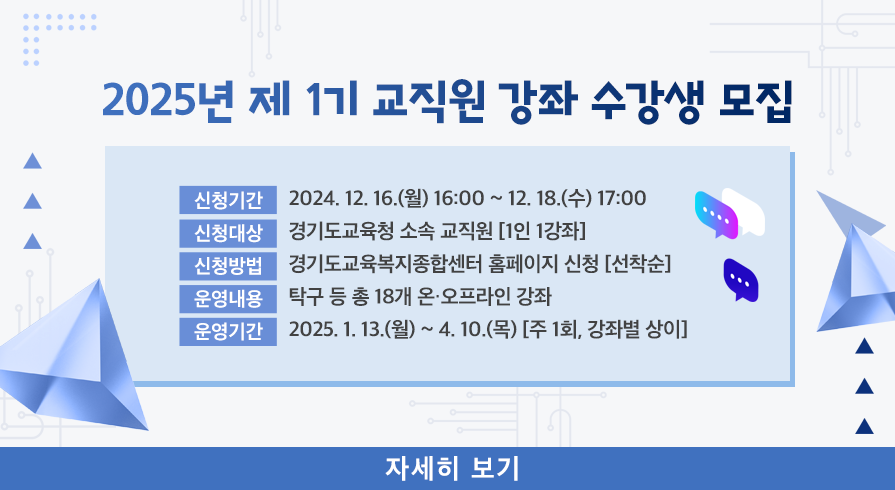 2025년 제 1기 교직원 강좌 수강생 모집
신청기간 2024. 12. 16.(월) 16:00 ~ 12. 18.(수) 17:00
신청대상 경기도교육청 소속 교직원 [1인 1강좌]
신청방법 경기도교육복지종합센터 홈페이지 신청 [선착순]
운영내용 탁구 등 총 18개 온·오프라인 강좌
운영기간 2025. 1. 13.(월) ~ 4. 10.(목) [주 1회, 강좌별 상이]
자세히 보기